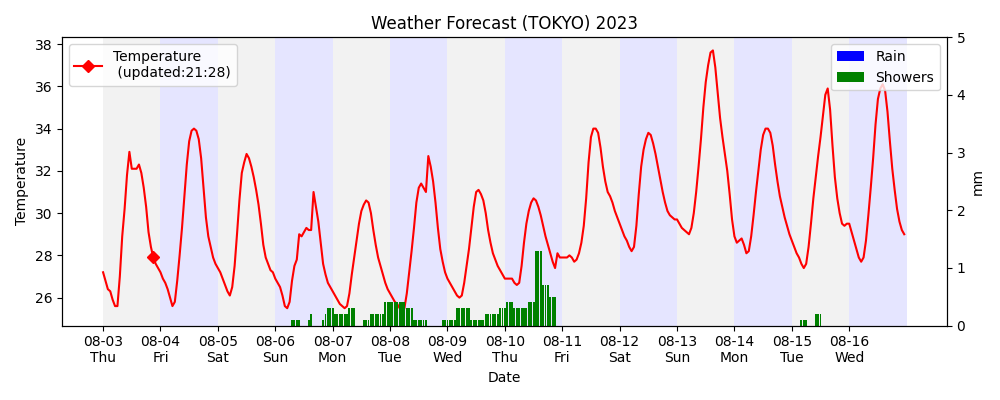 Weather Forecast (TOKYO) 2023
Temperature
(updated:21:28)
Rain
Showers
Temperature
38
36
34
32
30
28
26
5
4
3
2
1
0
mm
08-03 08-04 08-05 08-06 08-07 08-08 08-09 08-10 08-11 08-12 08-13 08-14 08-15 08-16
Thu Fri Sat Sun Mon Tue Wed Thu Fri Sat Sun Mon Tue Wed
Date